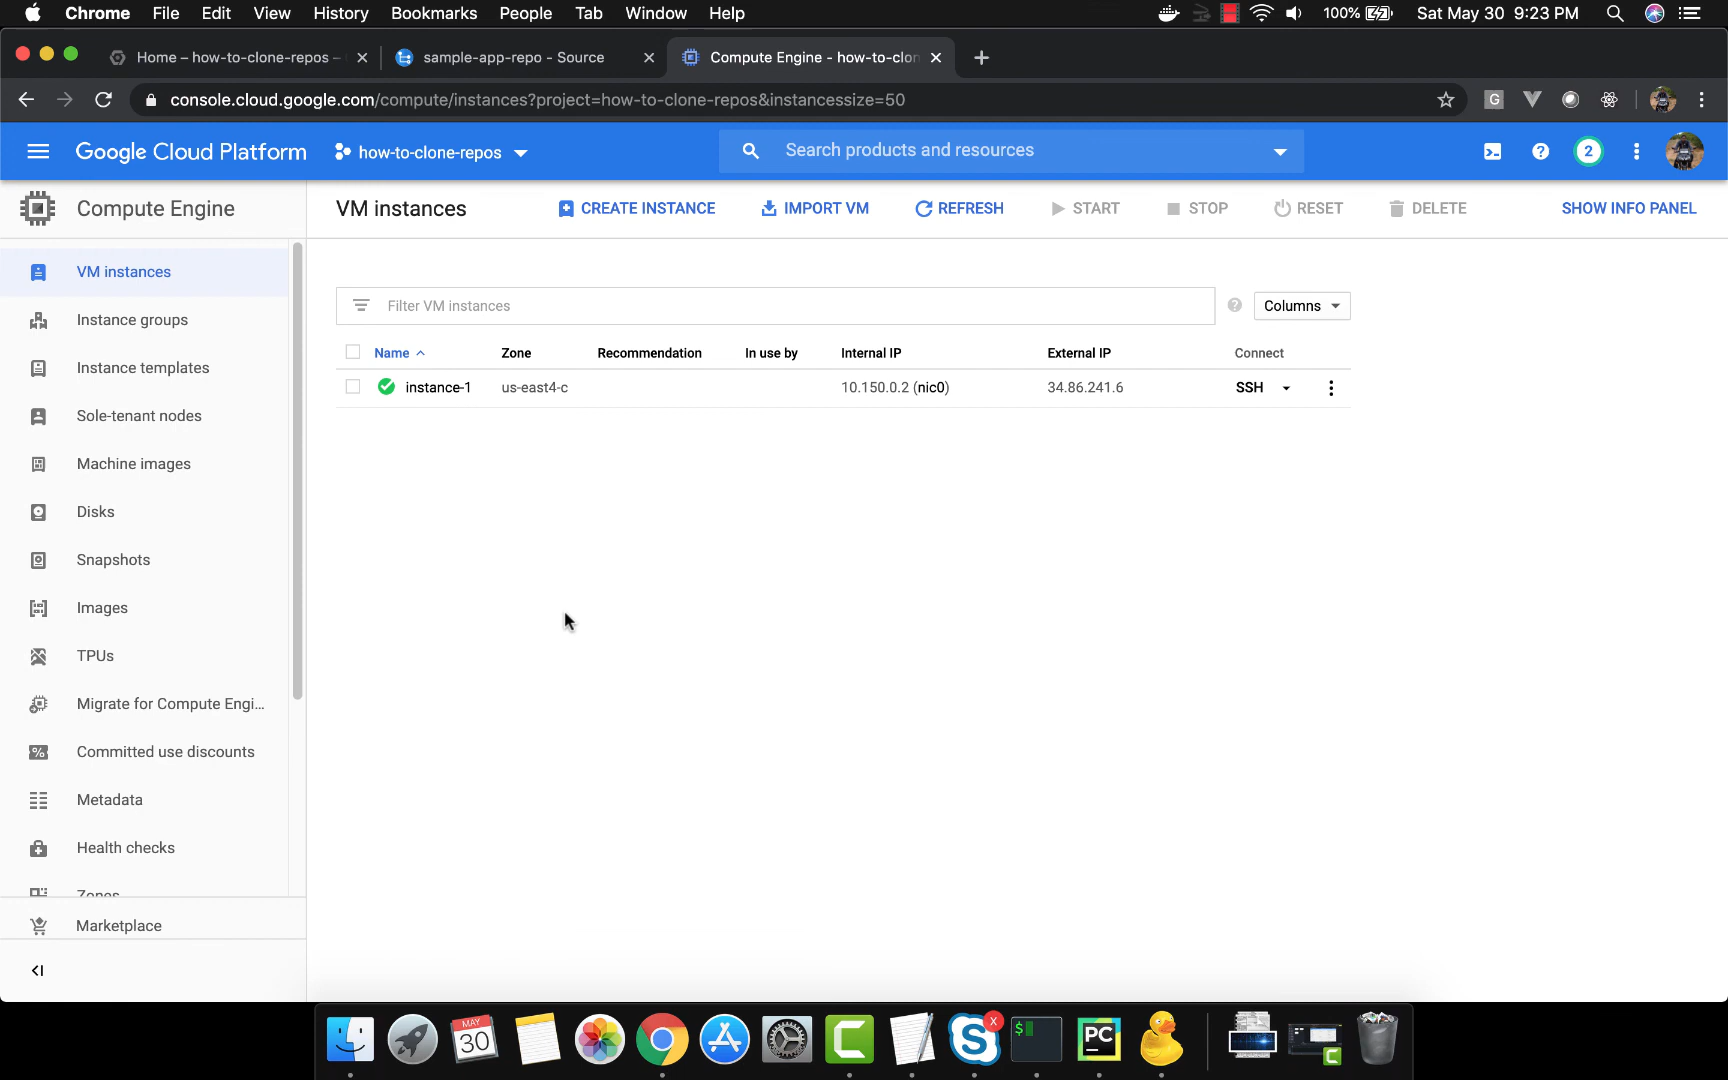 Chrome File Edit View History Bookmarks People Tab Window Help 100% Sat May 30 9:23 PM
Home – how-to-clone-repos – sample-app-repo - Source Compute Engine - how-to-clon
console.cloud.google.com/compute/instances?project=how-to-clone-repos&instancessize=50 G
Google Cloud Platform how-to-clone-repos Search products and resources ? 2
Compute Engine VM instances CREATE INSTANCE IMPORT VM REFRESH START STOP RESET DELETE SHOW INFO PANEL
VM instances
Filter VM instances ? Columns
Instance groups
Name Zone Recommendation In use by Internal IP External IP Connect
Instance templates
instance-1 us-east4-c 10.150.0.2 (nic0) 34.86.241.6 SSH
Sole-tenant nodes
Machine images
Disks
Snapshots
Images
TPUs
Migrate for Compute Engi...
% Committed use discounts
Metadata
Health checks
Zones
Marketplace
MAY
30
S
X
$
PC
C